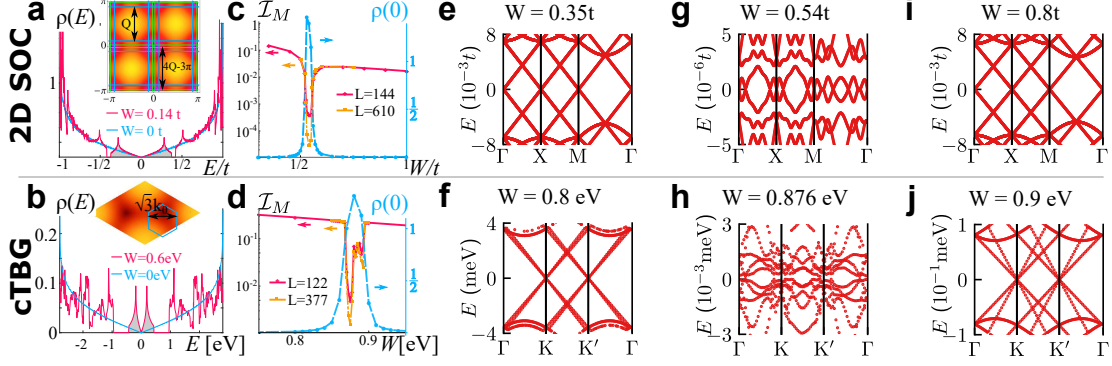 2D SOC
a
ρ(E)
Q
4Q-3π
π
0
-π
-π
0
π
1
W= 0.14 t
W= 0 t
-1
-1/2
0
1/2
E/t
c
I_M
ρ(0)
10^-1
10^-2
10^-3
10^-4
1
1/2
L=144
L=610
1/2
1
W/t
e
W = 0.35t
E (10^-3 t)
8
0
-8
Γ
X
M
Γ
g
W = 0.54t
E (10^-6 t)
5
0
-5
Γ
X
M
Γ
i
W = 0.8t
E (10^-3 t)
8
0
-8
Γ
X
M
Γ
cTBG
b
ρ(E)
√3k_θ
0.2
0.1
0
W=0.6eV
W=0eV
-2
-1
0
1
2
E [eV]
d
I_M
ρ(0)
10^-1
10^-2
1
1/2
L=122
L=377
0.8
0.9
W[eV]
f
W = 0.8 eV
E (meV)
4
0
-4
Γ
K
K′
Γ
h
W = 0.876 eV
E (10^-3 meV)
3
0
-3
Γ
K
K′
Γ
j
W = 0.9 eV
E (10^-1 meV)
1
0
-1
Γ
K
K′
Γ